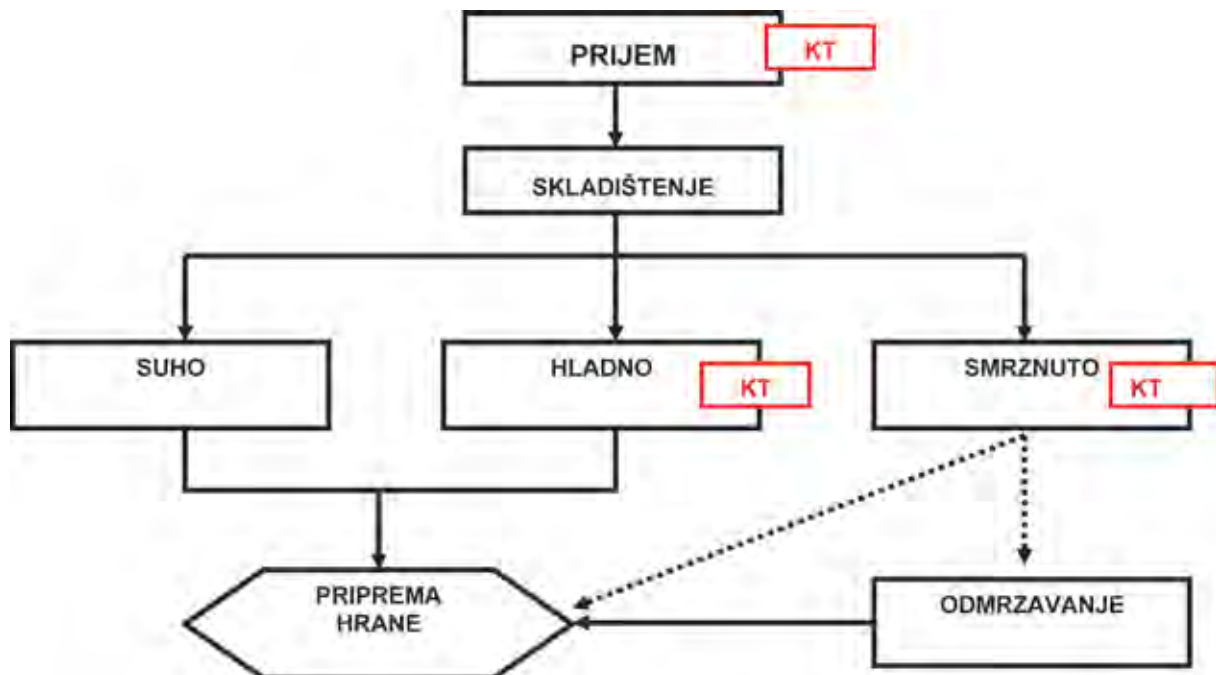 PRIJEM
KT
SKLADIŠTENJE
SUHO
HLADNO
KT
SMRZNUTO
KT
PRIPREMA
HRANE
ODMRZAVANJE